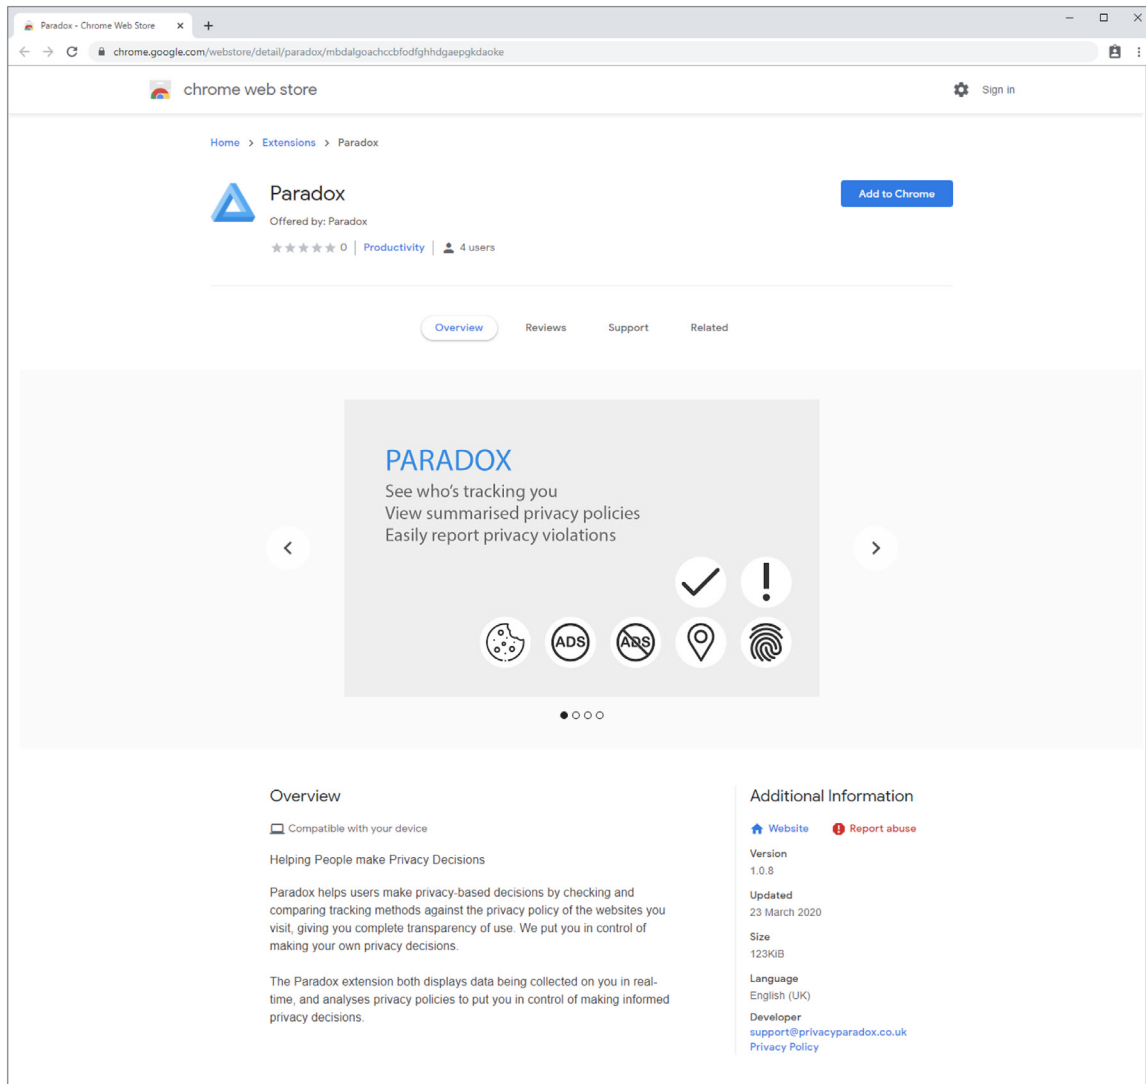 Paradox - Chrome Web Store
chrome.google.com/webstore/detail/paradox/mbdalgoachccbfodfghhdgaepgkdaoke
chrome web store
Sign in
Home > Extensions > Paradox
Paradox
Add to Chrome
Offered by: Paradox
0 | Productivity | 4 users
Overview Reviews Support Related
PARADOX
See who's tracking you
View summarised privacy policies
Easily report privacy violations
ADS ADS
Overview
Compatible with your device
Helping People make Privacy Decisions
Paradox helps users make privacy-based decisions by checking and
comparing tracking methods against the privacy policy of the websites you
visit, giving you complete transparency of use. We put you in control of
making your own privacy decisions.
The Paradox extension both displays data being collected on you in real-
time, and analyses privacy policies to put you in control of making informed
privacy decisions.
Additional Information
Website Report abuse
Version
1.0.8
Updated
23 March 2020
Size
123KiB
Language
English (UK)
Developer
support@privacyparadox.co.uk
Privacy Policy